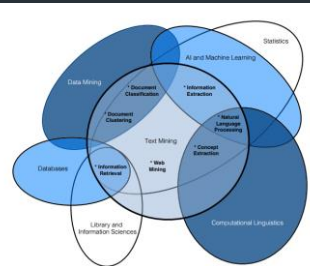 Statistics
AI and Machine Learning
Data Mining
* Document
Classification
* Information
Extraction
* Document
Clustering
* Natural
Language
Processing
Text Mining
* Concept
Extraction
Databases
* Information
Retrieval
* Web
Mining
Library and
Information Sciences
Computational Linguistics